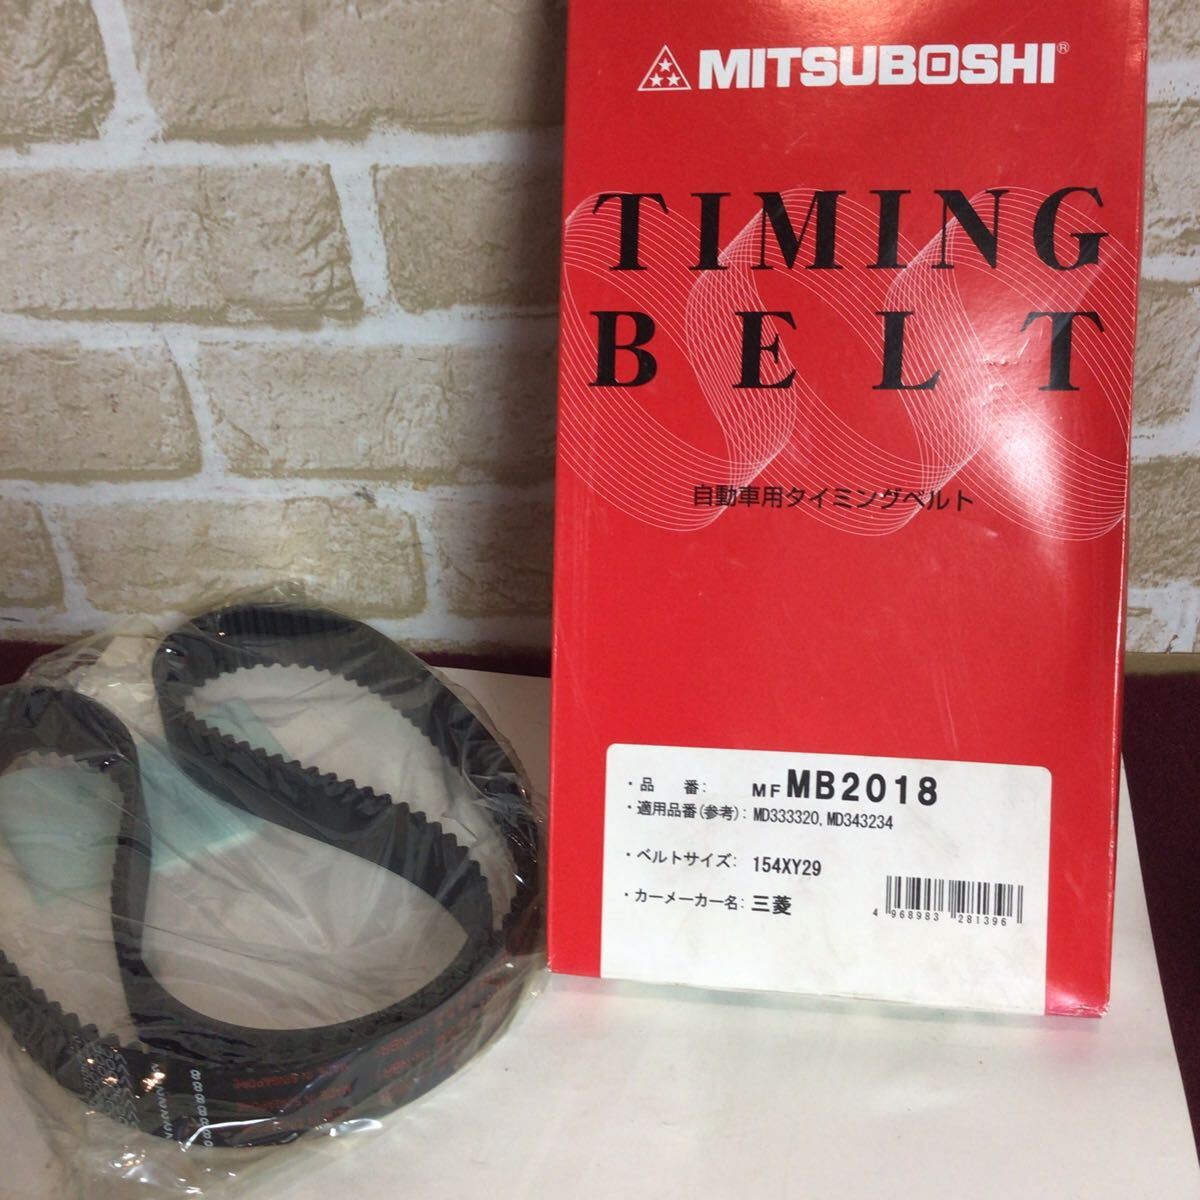 MITSUBOSHI®
TIMING
BELT
自動車用タイミングベルト
・品 番: MF MB2018
・適用品番(参考): MD333320, MD343234
・ベルトサイズ: 154XY29
・カーメーカー名: 三菱
4 968983 281396